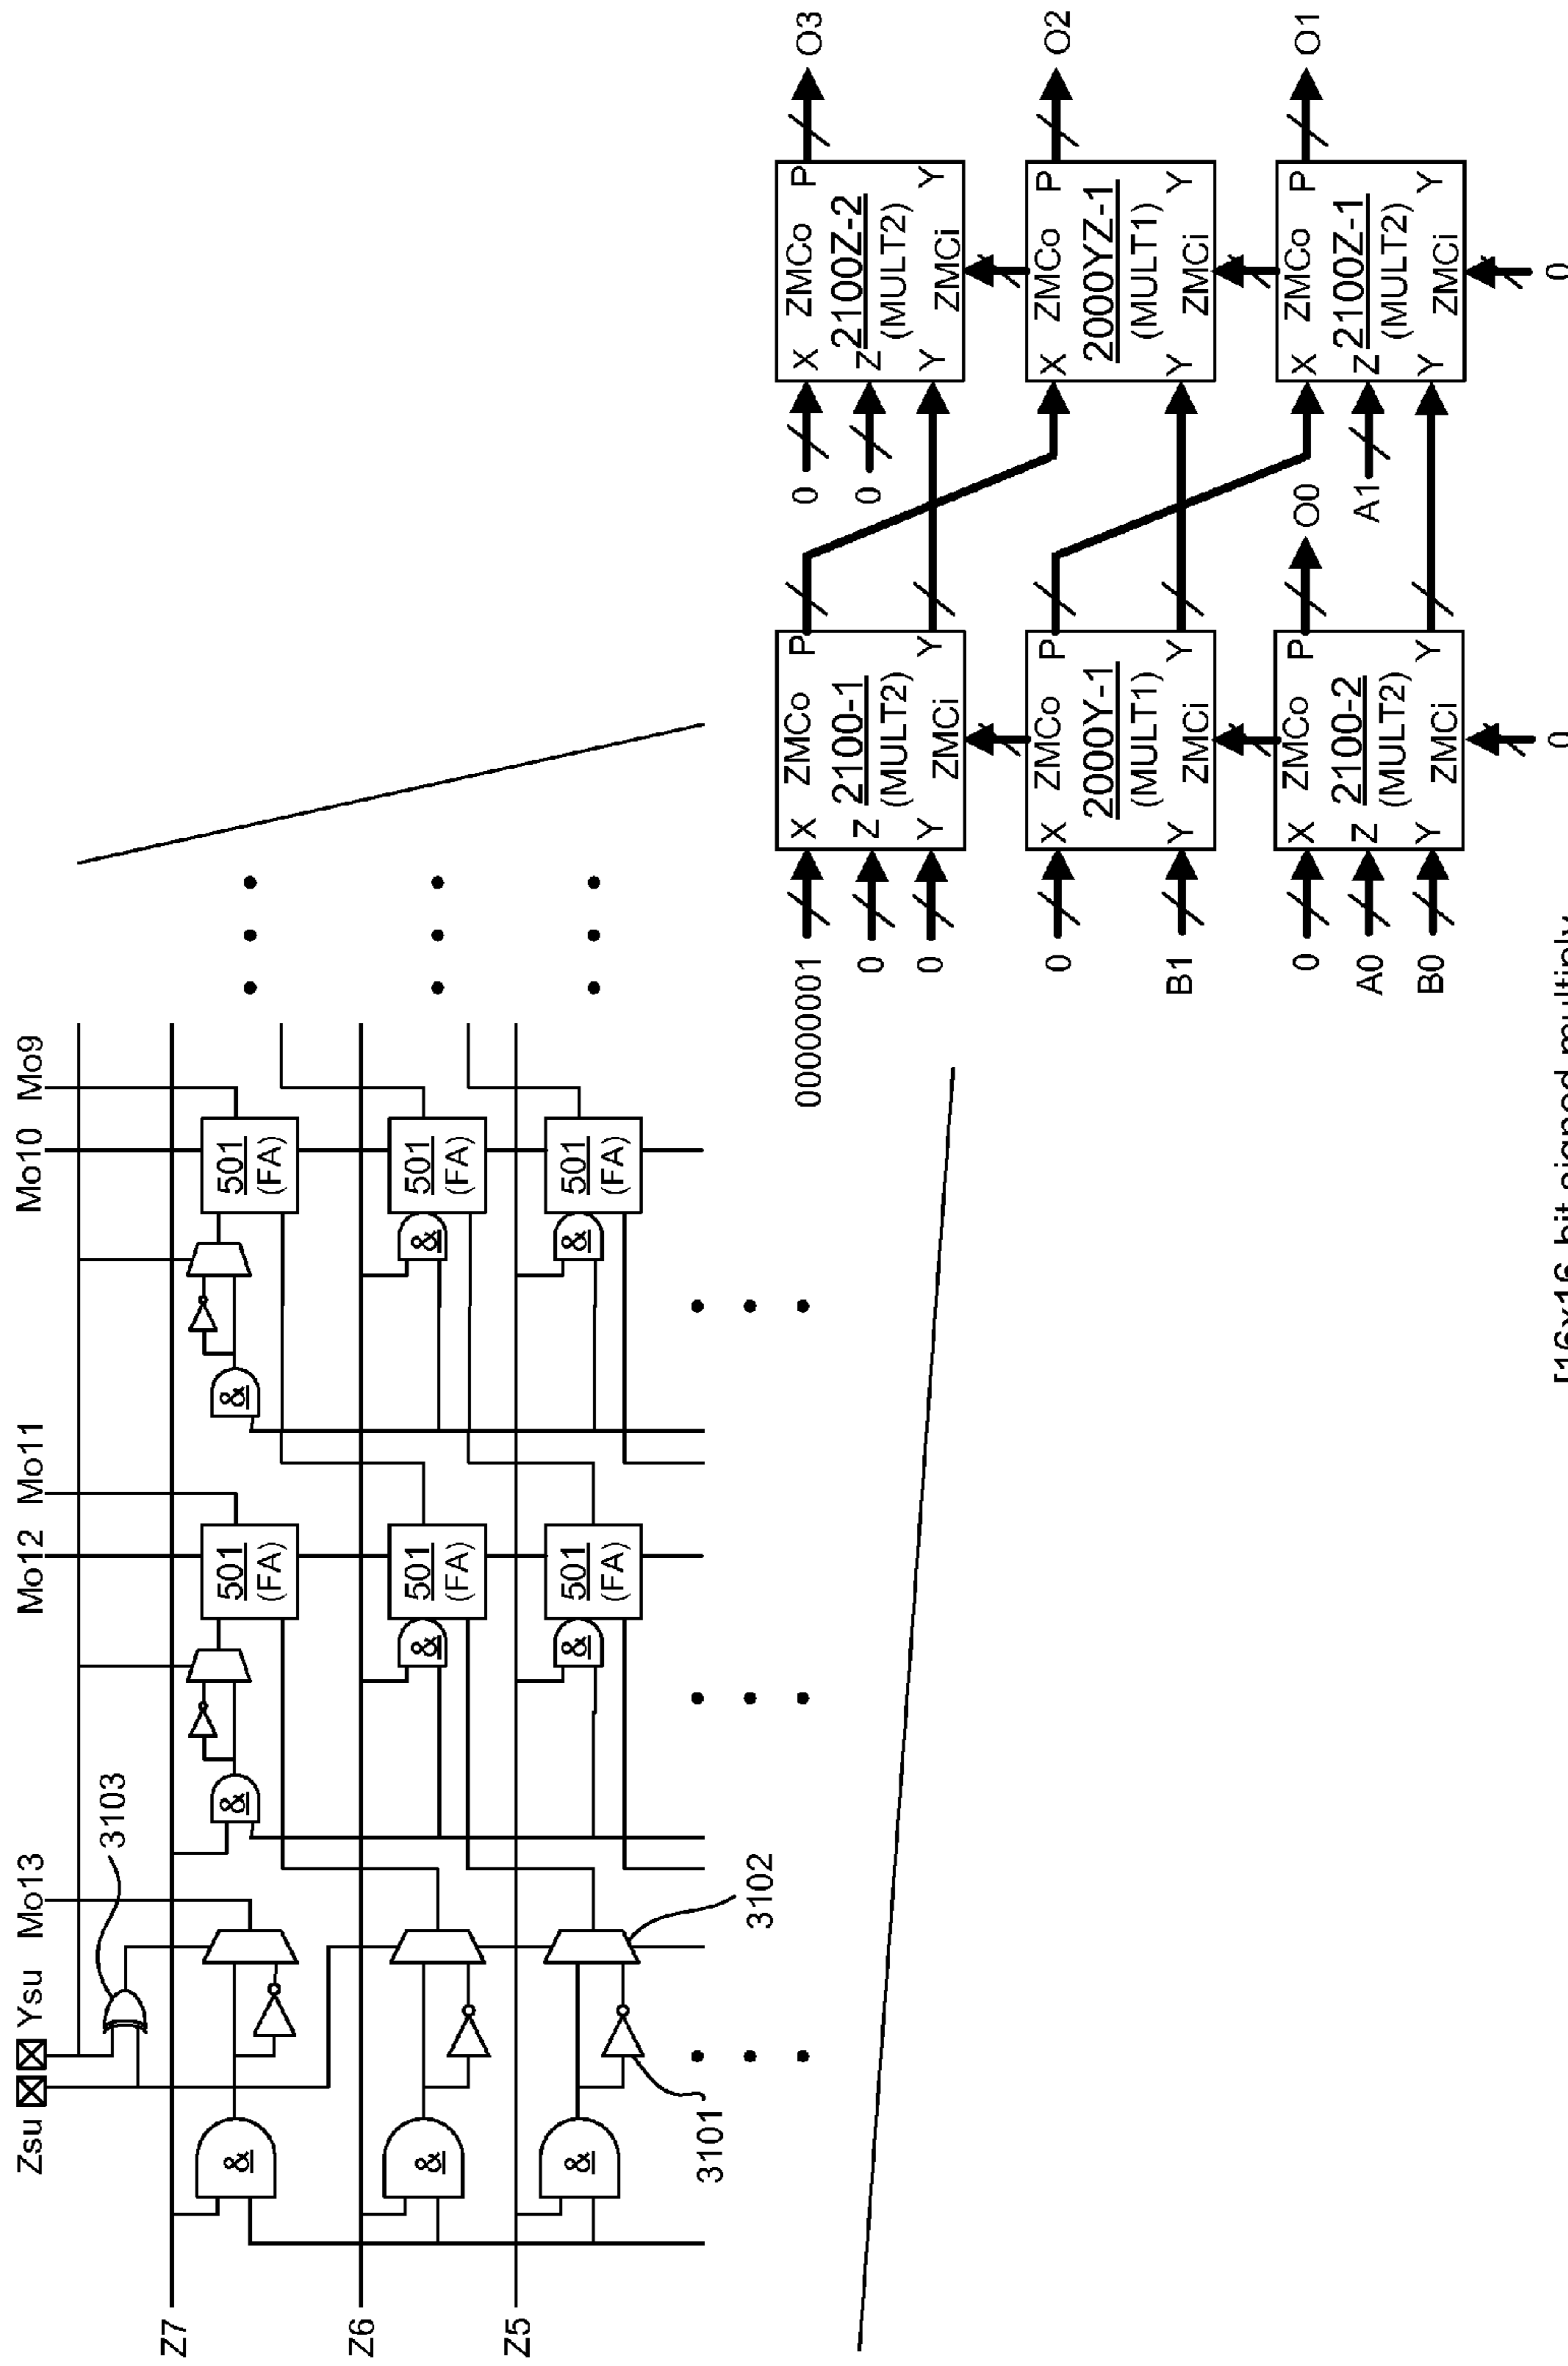 Zsu Ysu Mo13 Mo12 Mo11 Mo10 Mo9
3103
Z7
& & &
501 501
(FA) (FA)
Z6
& & &
501 501
(FA) (FA)
Z5
& & &
501 501
(FA) (FA)
3101 3102
00000001
0
0
X ZMCo P
Z 2100-1
(MULT2)
Y ZMCi Y
0
B1
X ZMCo P
2000Y-1
(MULT1)
Y ZMCi Y
0
A0
B0
X ZMCo P
Z 2100-2
(MULT2)
Y ZMCi Y
0
O0
0
0
X ZMCo P
Z 2100Z-2
(MULT2)
Y ZMCi Y
O3
X ZMCo P
2000YZ-1
(MULT1)
Y ZMCi Y
O2
A1
X ZMCo P
Z 2100Z-1
(MULT2)
Y ZMCi Y
O1
0
[16x16 bit signed multiply